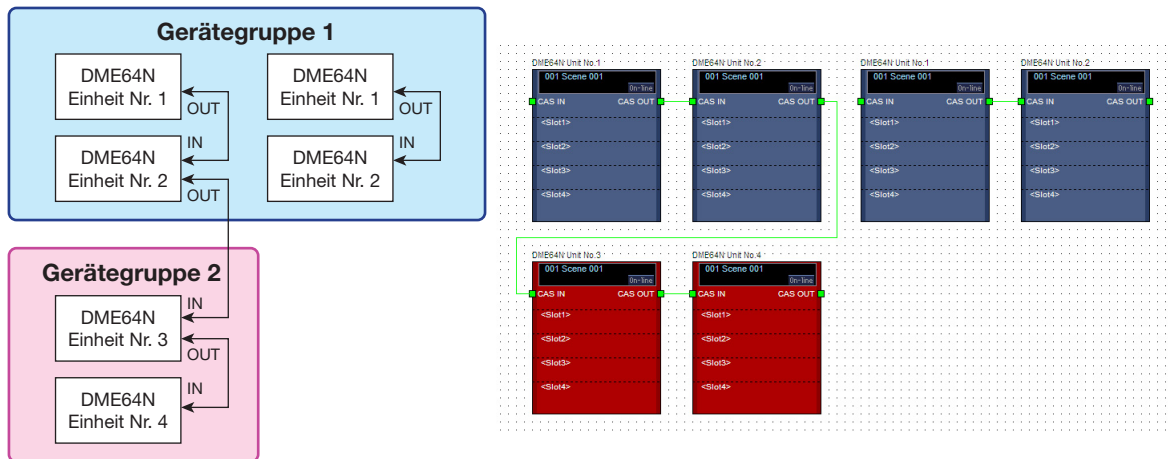 Gerätegruppe 1
DME64N
Einheit Nr. 1
OUT
IN
DME64N
Einheit Nr. 2
OUT
DME64N
Einheit Nr. 1
OUT
IN
DME64N
Einheit Nr. 2
Gerätegruppe 2
IN
DME64N
Einheit Nr. 3
OUT
IN
DME64N
Einheit Nr. 4
DME64N Unit No.1
001 Scene 001
On-line
CAS IN CAS OUT
<Slot1>
<Slot2>
<Slot3>
<Slot4>
DME64N Unit No.2
001 Scene 001
On-line
CAS IN CAS OUT
<Slot1>
<Slot2>
<Slot3>
<Slot4>
DME64N Unit No.1
001 Scene 001
On-line
CAS IN CAS OUT
<Slot1>
<Slot2>
<Slot3>
<Slot4>
DME64N Unit No.2
001 Scene 001
On-line
CAS IN CAS OUT
<Slot1>
<Slot2>
<Slot3>
<Slot4>
DME64N Unit No.3
001 Scene 001
On-line
CAS IN CAS OUT
<Slot1>
<Slot2>
<Slot3>
<Slot4>
DME64N Unit No.4
001 Scene 001
On-line
CAS IN CAS OUT
<Slot1>
<Slot2>
<Slot3>
<Slot4>